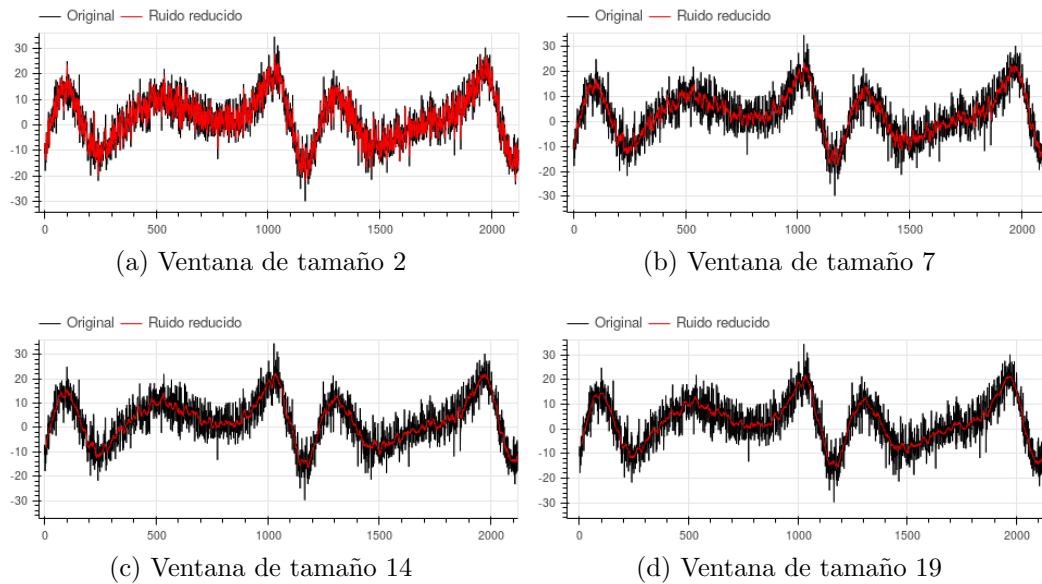 Original Ruido reducido
30
20
10
0
-10
-20
-30
0 500 1000 1500 2000
(a) Ventana de tamaño 2
Original Ruido reducido
30
20
10
0
-10
-20
-30
0 500 1000 1500 2000
(b) Ventana de tamaño 7
Original Ruido reducido
30
20
10
0
-10
-20
-30
0 500 1000 1500 2000
(c) Ventana de tamaño 14
Original Ruido reducido
30
20
10
0
-10
-20
-30
0 500 1000 1500 2000
(d) Ventana de tamaño 19